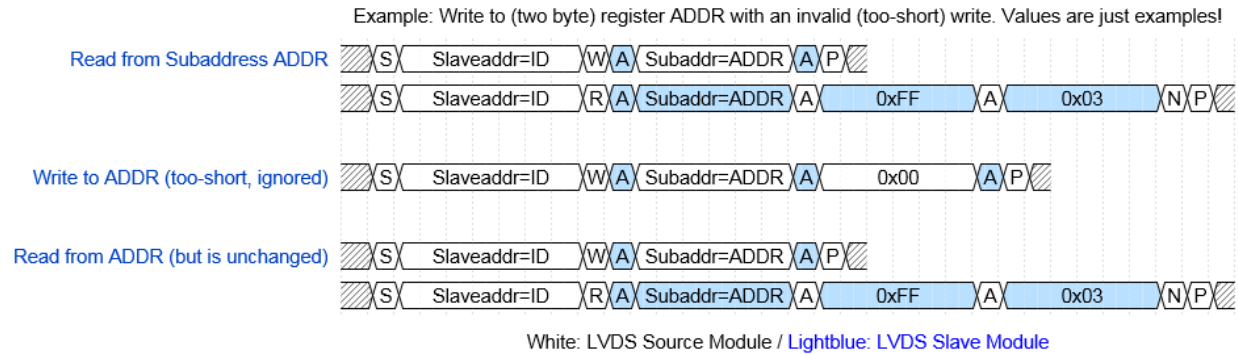 Example: Write to (two byte) register ADDR with an invalid (too-short) write. Values are just examples!
Read from Subaddress ADDR S Slaveaddr=ID W A Subaddr=ADDR A P
S Slaveaddr=ID R A Subaddr=ADDR A 0xFF A 0x03 N P
Write to ADDR (too-short, ignored) S Slaveaddr=ID W A Subaddr=ADDR A 0x00 A P
Read from ADDR (but is unchanged) S Slaveaddr=ID W A Subaddr=ADDR A P
S Slaveaddr=ID R A Subaddr=ADDR A 0xFF A 0x03 N P
White: LVDS Source Module / Lightblue: LVDS Slave Module